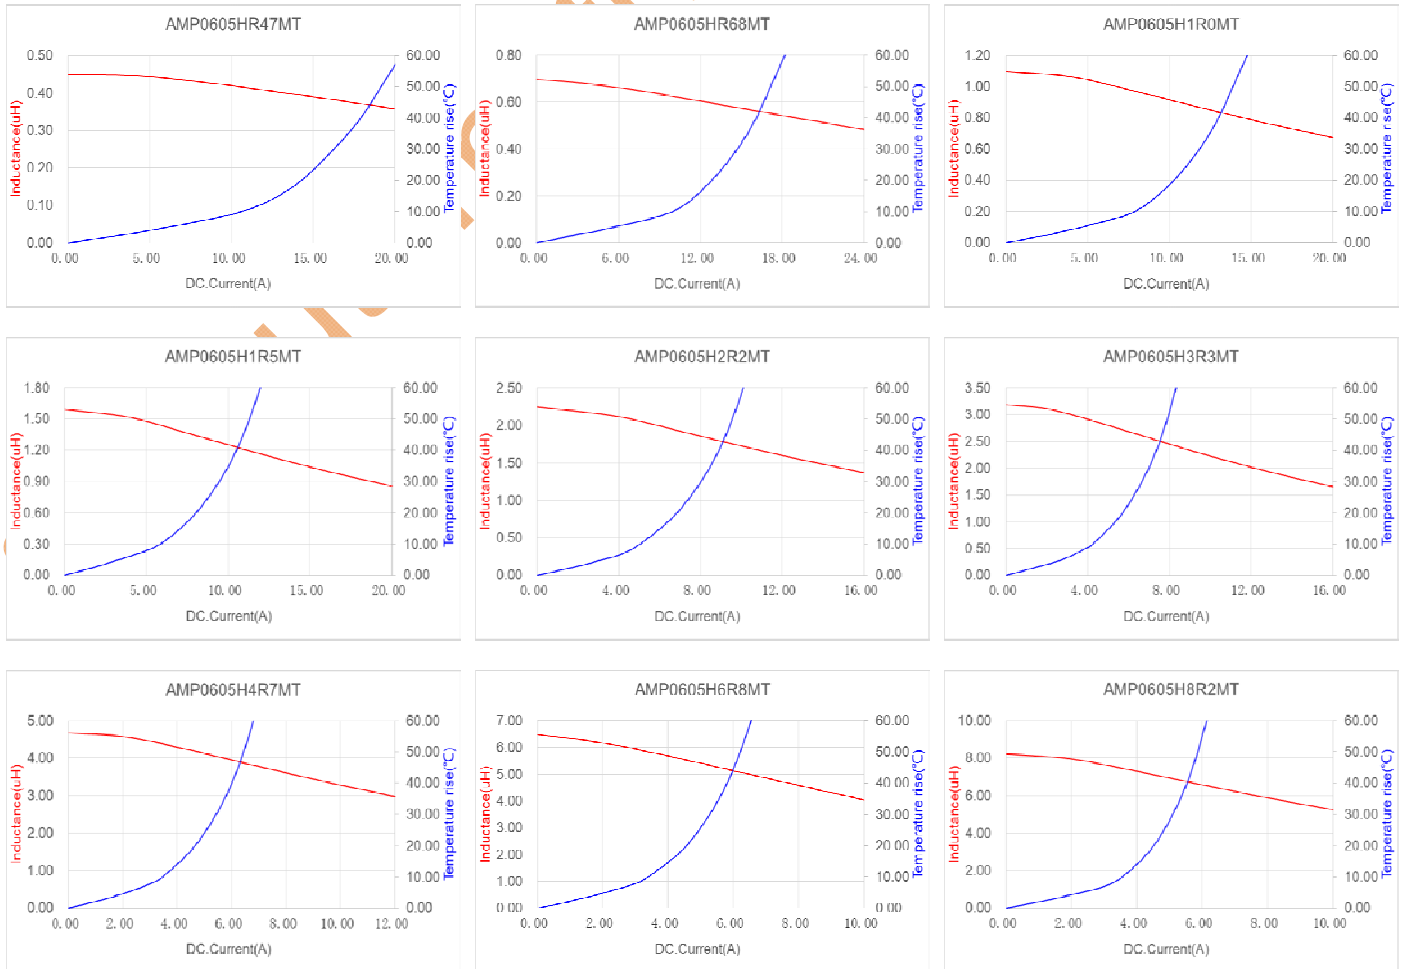 AMP0605HR47MT
0.50 60.00
0.40 50.00
0.30 40.00
0.20 30.00
0.10 20.00
0.00 10.00
0.00
0.00 5.00 10.00 15.00 20.00
DC.Current(A)
Inductance(uH)
Temperature rise(℃)
AMP0605HR68MT
0.80 60.00
0.60 50.00
0.40 40.00
0.20 30.00
0.00 20.00
10.00
0.00
0.00 6.00 12.00 18.00 24.00
DC.Current(A)
Inductance(uH)
Temperature rise(℃)
AMP0605H1R0MT
1.20 60.00
1.00 50.00
0.80 40.00
0.60 30.00
0.40 20.00
0.20 10.00
0.00 0.00
0.00 5.00 10.00 15.00 20.00
DC.Current(A)
Inductance(uH)
Temperature rise(℃)
AMP0605H1R5MT
1.80 60.00
1.50 50.00
1.20 40.00
0.90 30.00
0.60 20.00
0.30 10.00
0.00 0.00
0.00 5.00 10.00 15.00 20.00
DC.Current(A)
Inductance(uH)
Temperature rise(℃)
AMP0605H2R2MT
2.50 60.00
2.00 50.00
1.50 40.00
1.00 30.00
0.50 20.00
0.00 10.00
0.00
0.00 4.00 8.00 12.00 16.00
DC.Current(A)
Inductance(uH)
Temperature rise(℃)
AMP0605H3R3MT
3.50 60.00
3.00 50.00
2.50 40.00
2.00 30.00
1.50 20.00
1.00 10.00
0.50 0.00
0.00
0.00 4.00 8.00 12.00 16.00
DC.Current(A)
Inductance(uH)
Temperature rise(℃)
AMP0605H4R7MT
5.00 60.00
4.00 50.00
3.00 40.00
2.00 30.00
1.00 20.00
0.00 10.00
0.00
0.00 2.00 4.00 6.00 8.00 10.00 12.00
DC.Current(A)
Inductance(uH)
Temperature rise(℃)
AMP0605H6R8MT
7.00 60.00
6.00 50.00
5.00 40.00
4.00 30.00
3.00 20.00
2.00 10.00
1.00 0.00
0.00
0.00 2.00 4.00 6.00 8.00 10.00
DC.Current(A)
Inductance(uH)
Temperature rise(℃)
AMP0605H8R2MT
10.00 60.00
8.00 50.00
6.00 40.00
4.00 30.00
2.00 20.00
0.00 10.00
0.00
0.00 2.00 4.00 6.00 8.00 10.00
DC.Current(A)
Inductance(uH)
Temperature rise(℃)